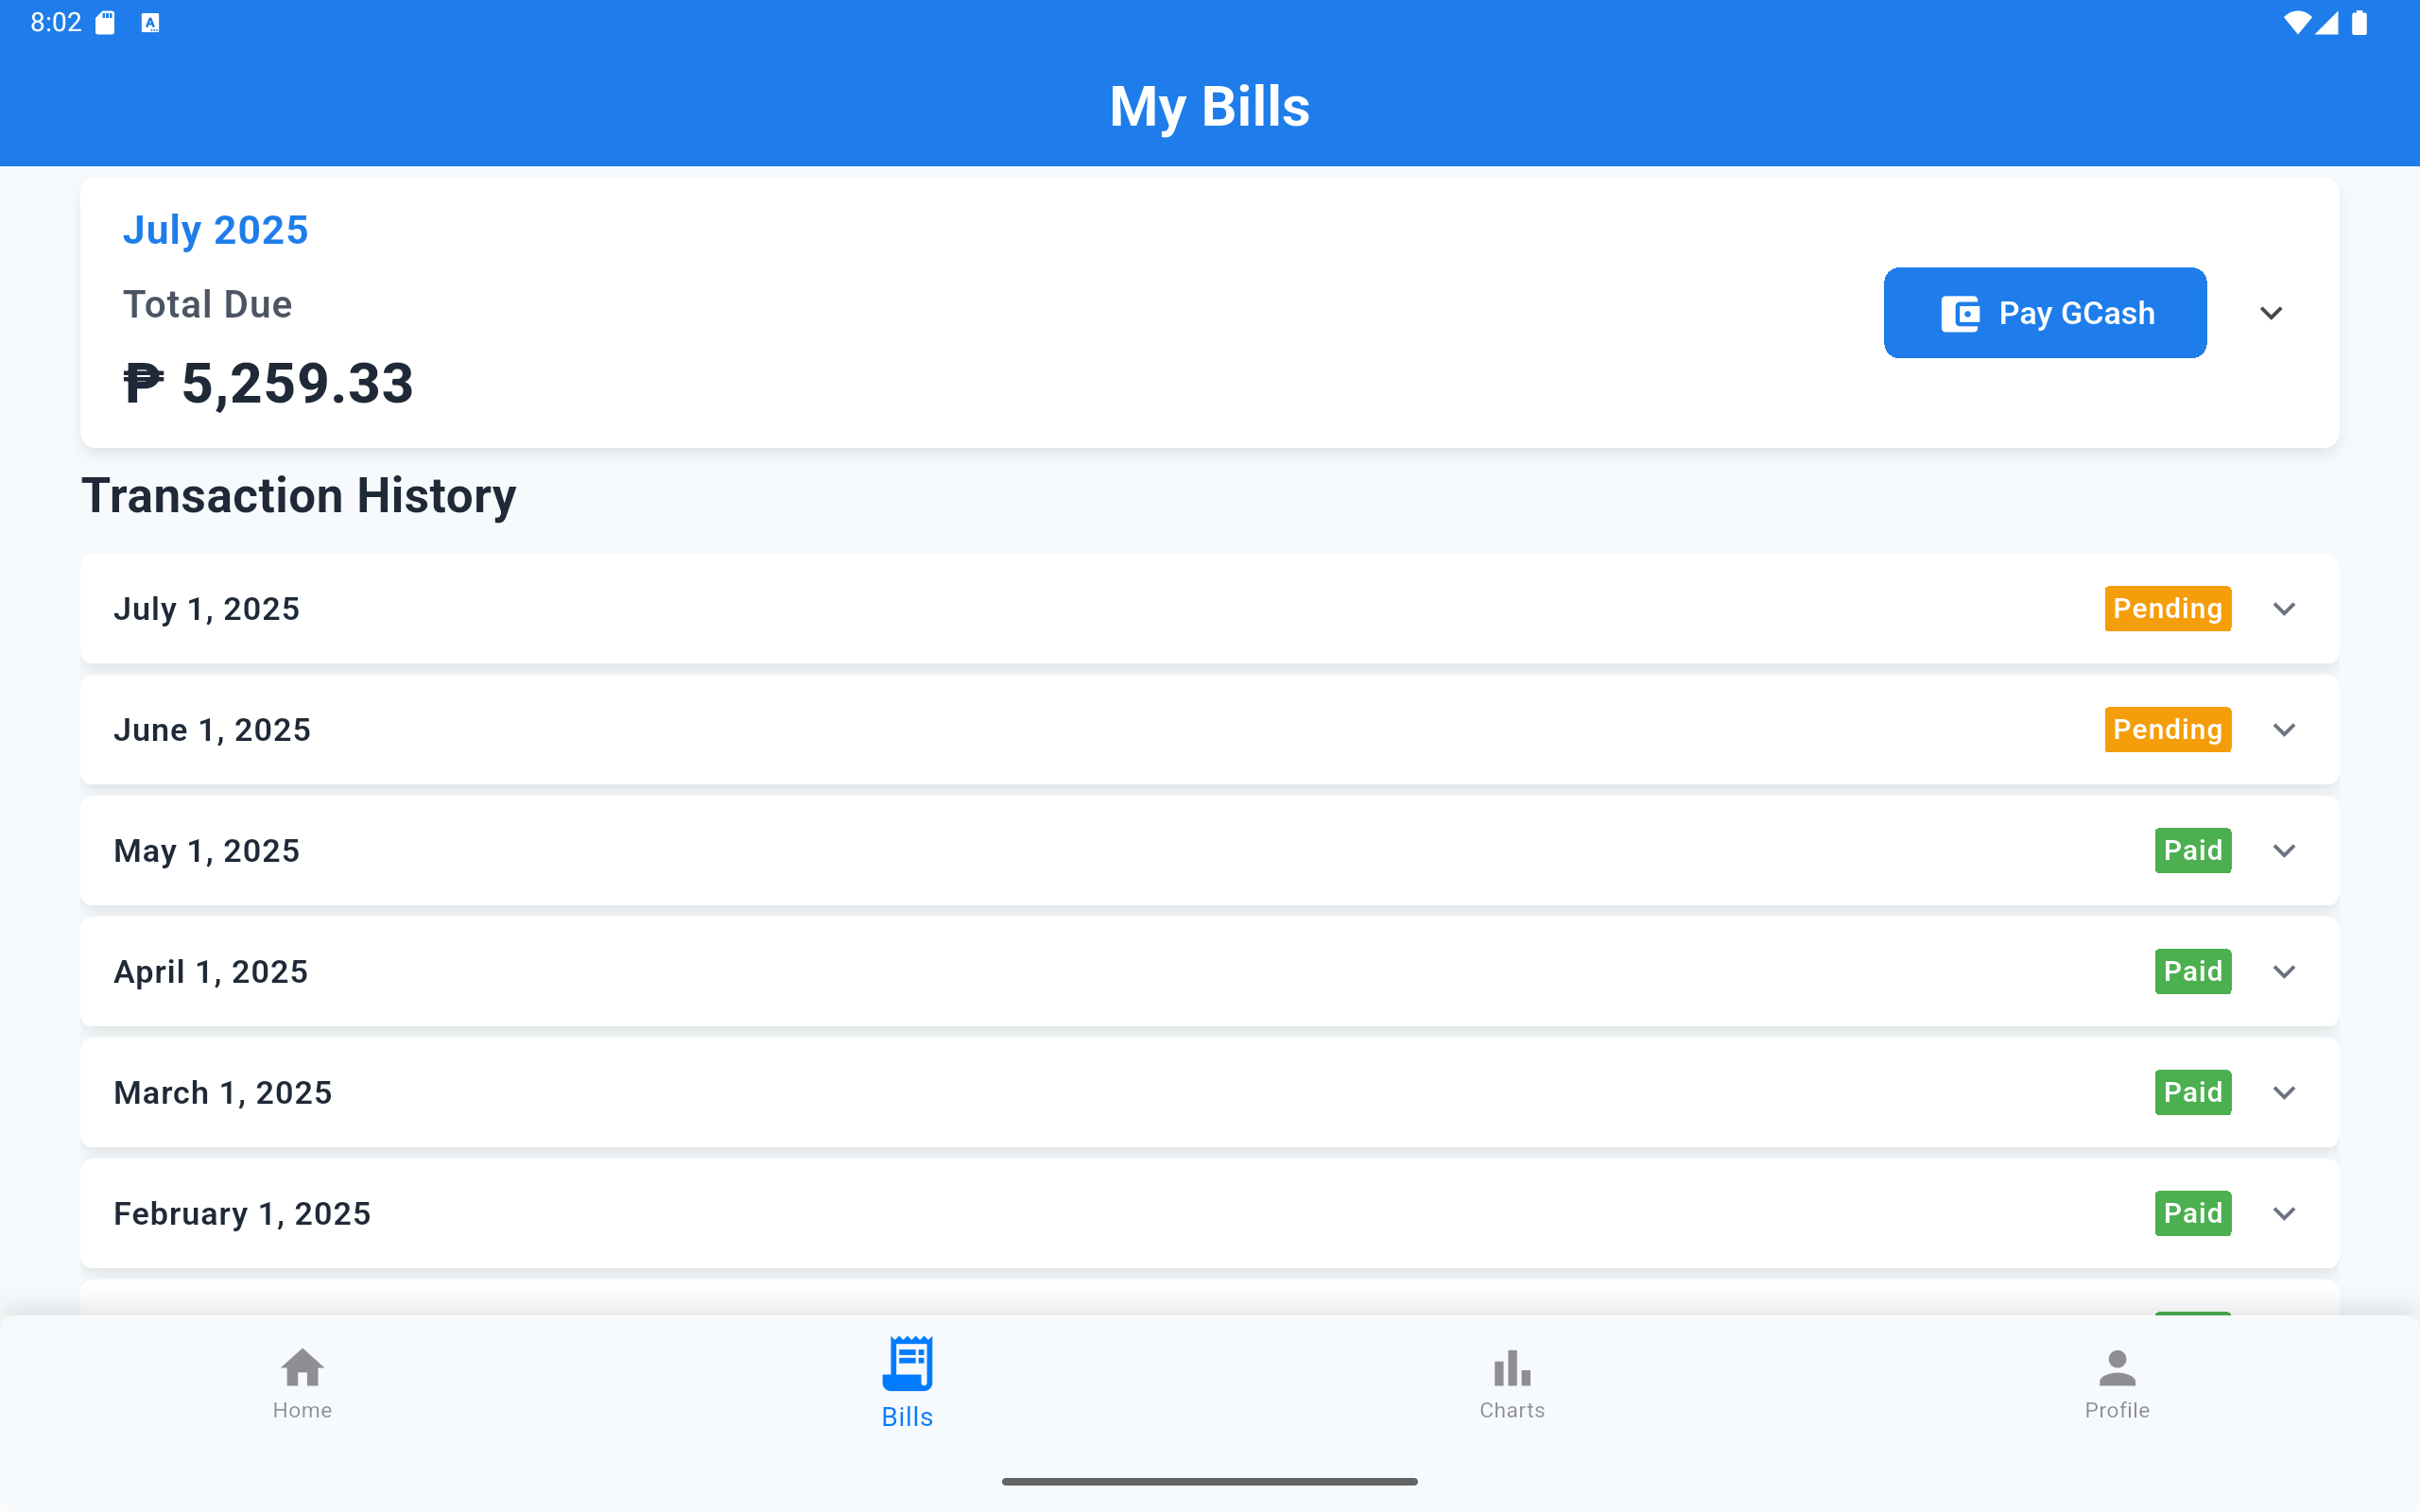 8:02
My Bills
July 2025
Total Due
₱ 5,259.33
Pay GCash
Transaction History
July 1, 2025 Pending
June 1, 2025 Pending
May 1, 2025 Paid
April 1, 2025 Paid
March 1, 2025 Paid
February 1, 2025 Paid
Home Bills Charts Profile